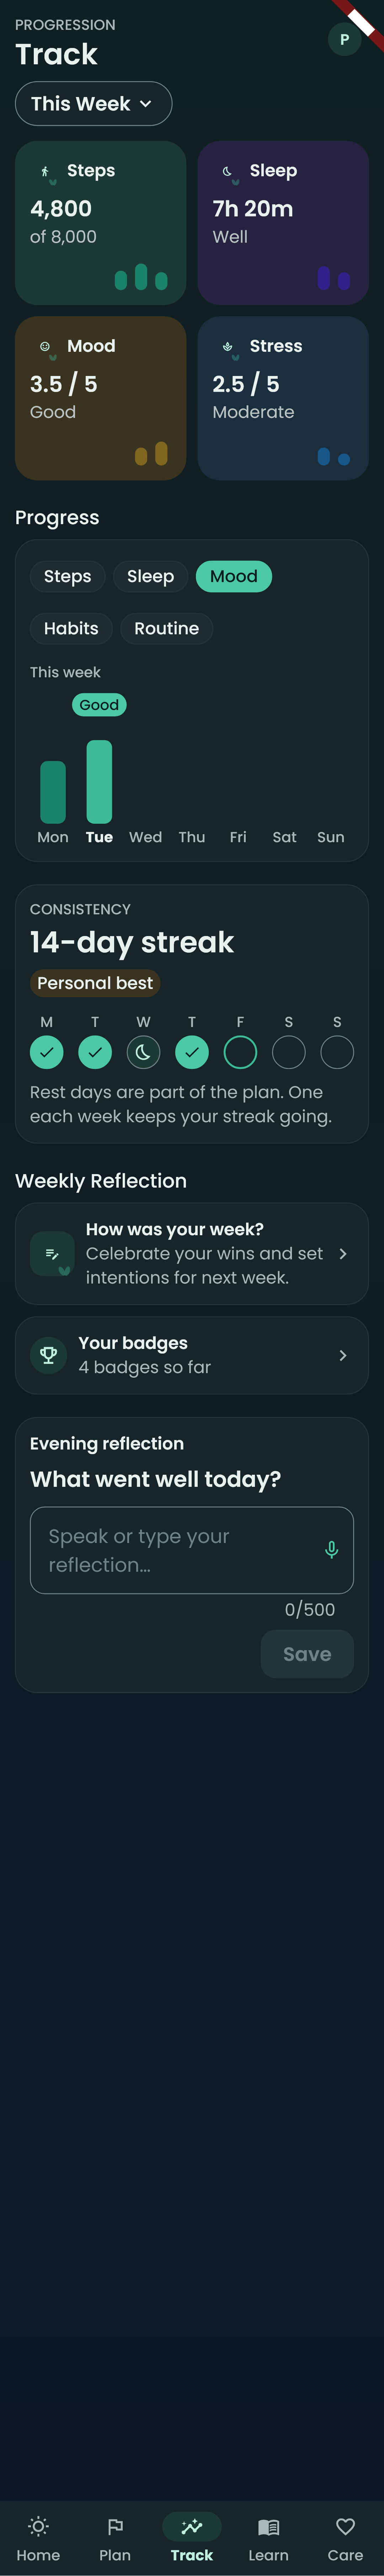 PROGRESSION
Track
P
This Week
Steps
4,800
of 8,000
Sleep
7h 20m
Well
Mood
3.5 / 5
Good
Stress
2.5 / 5
Moderate
Progress
Steps Sleep Mood
Habits Routine
This week
Good
Mon Tue Wed Thu Fri Sat Sun
CONSISTENCY
14-day streak
Personal best
M T W T F S S
Rest days are part of the plan. One
each week keeps your streak going.
Weekly Reflection
How was your week?
Celebrate your wins and set
intentions for next week.
Your badges
4 badges so far
Evening reflection
What went well today?
Speak or type your
reflection...
0/500
Save
Home Plan Track Learn Care